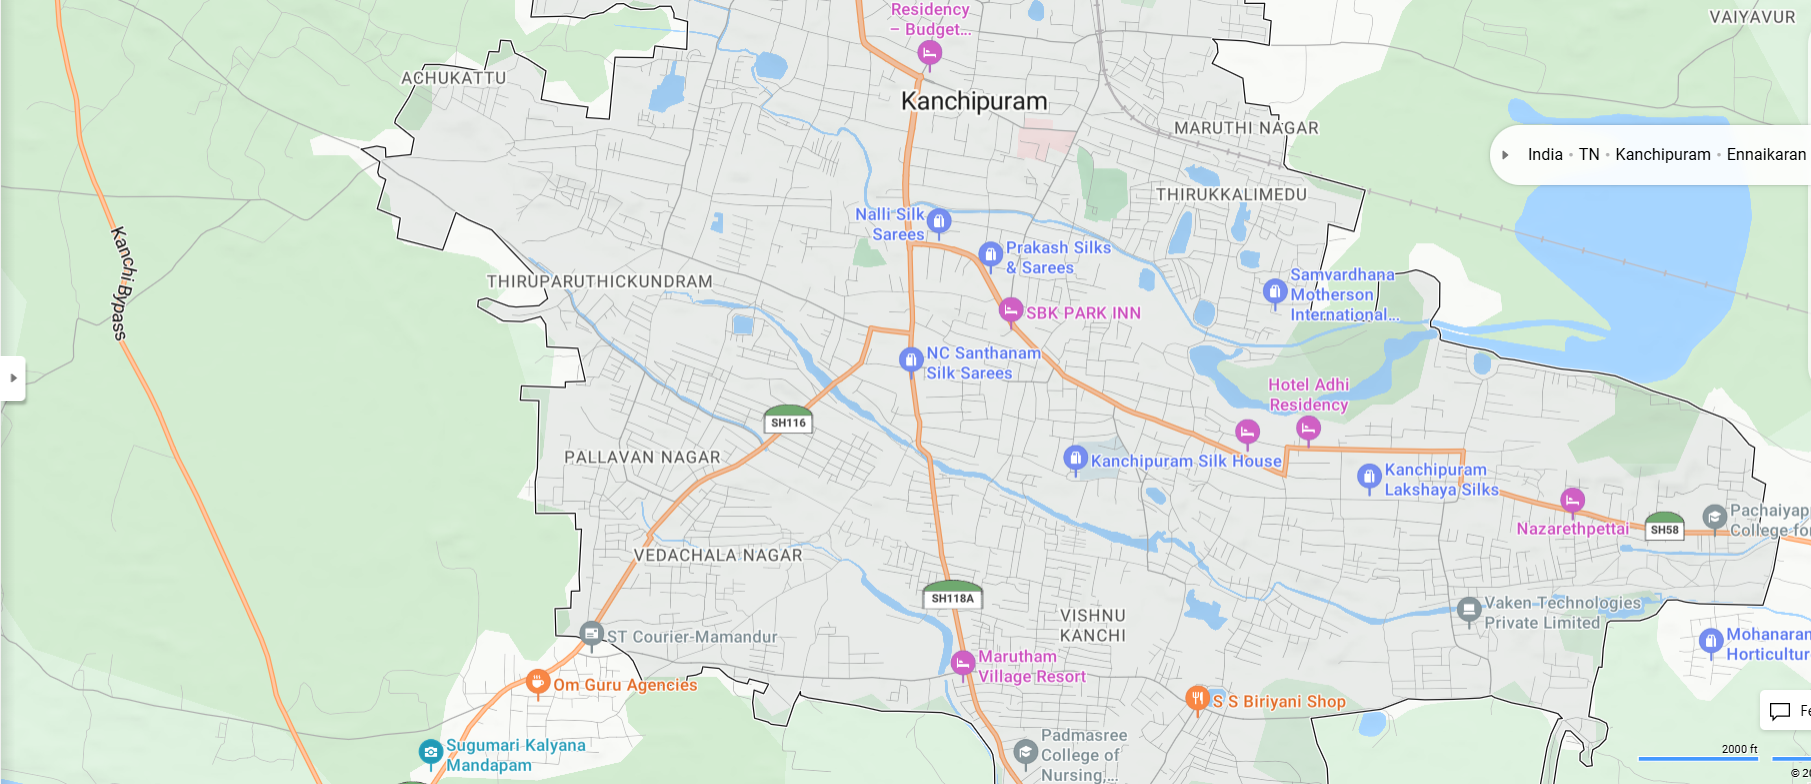 Residency
– Budget...
VAIYAVUR
ACHUKATTU
Kanchipuram
MARUTHI NAGAR
India • TN • Kanchipuram • Ennaikaran
THIRUKKALIMEDU
Nalli Silk
Sarees
Prakash Silks
& Sarees
Kanchi Bypass
THIRUPARUTHICKUNDRAM
Samvardhana
Motherson
International...
SBK PARK INN
NC Santhanam
Silk Sarees
Hotel Adhi
Residency
SH116
PALLAVAN NAGAR
Kanchipuram Silk House
Kanchipuram
Lakshaya Silks
Nazarethpettai
SH58
Pachaiyap
College for
VEDACHALA NAGAR
SH118A
VISHNU
KANCHI
Vaken Technologies
Private Limited
ST Courier-Mamandur
Mohanaran
Horticultur
Marutham
Village Resort
Om Guru Agencies
S S Biriyani Shop
Fe
Padmasree
College of
Nursing,...
Sugumari Kalyana
Mandapam
2000 ft
© 20